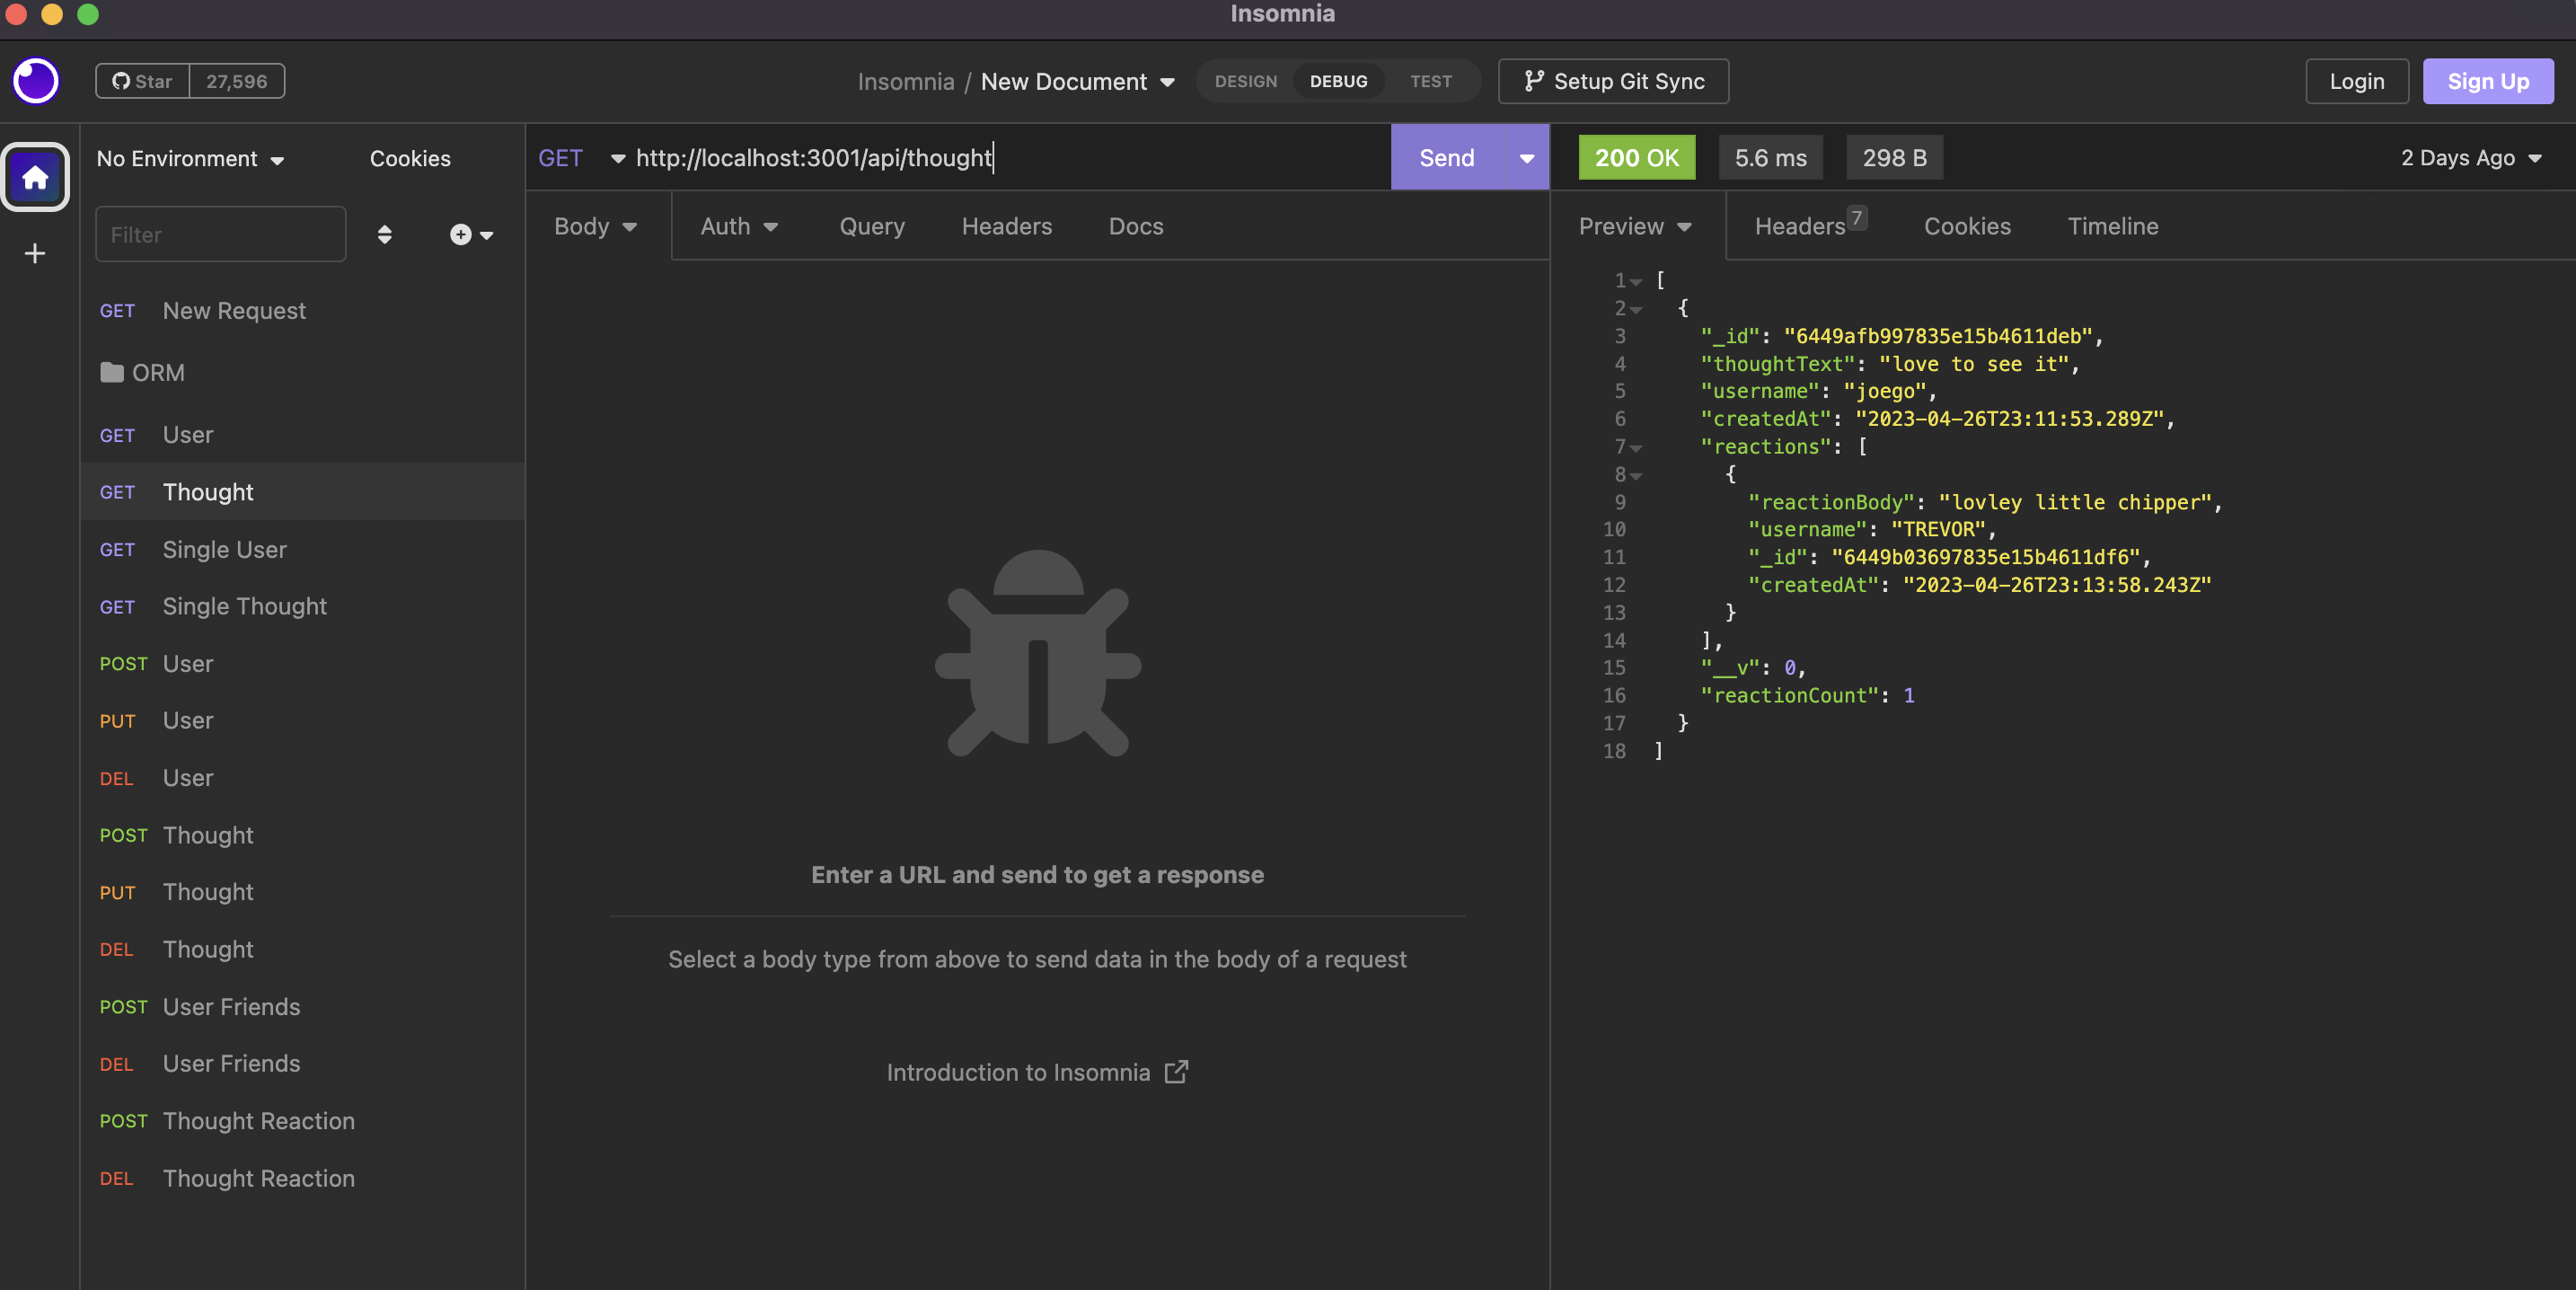 Insomnia
Star 27,596
Insomnia / New Document
DESIGN DEBUG TEST
Setup Git Sync
Login Sign Up
No Environment
Cookies
Filter
GET New Request
ORM
GET User
GET Thought
GET Single User
GET Single Thought
POST User
PUT User
DEL User
POST Thought
PUT Thought
DEL Thought
POST User Friends
DEL User Friends
POST Thought Reaction
DEL Thought Reaction
GET http://localhost:3001/api/thought
Send
Body Auth Query Headers Docs
Enter a URL and send to get a response
Select a body type from above to send data in the body of a request
Introduction to Insomnia
200 OK 5.6 ms 298 B
2 Days Ago
Preview Headers 7 Cookies Timeline
1 [
2 {
3 "_id": "6449afb997835e15b4611deb",
4 "thoughtText": "love to see it",
5 "username": "joego",
6 "createdAt": "2023-04-26T23:11:53.289Z",
7 "reactions": [
8 {
9 "reactionBody": "lovley little chipper",
10 "username": "TREVOR",
11 "_id": "6449b03697835e15b4611df6",
12 "createdAt": "2023-04-26T23:13:58.243Z"
13 }
14 ],
15 "__v": 0,
16 "reactionCount": 1
17 }
18 ]